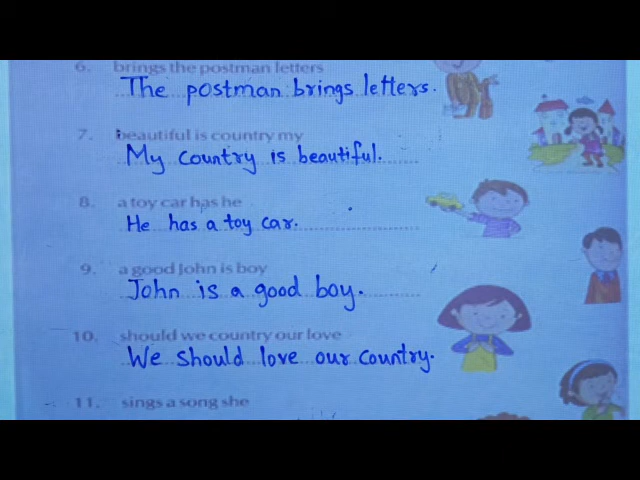 6. brings the postman letters
The postman brings letters.
7. beautiful is country my
My country is beautiful.
8. a toy car has he
He has a toy car.
9. a good John is boy
John is a good boy.
10. should we country our love
We should love our country.
11. sings a song she